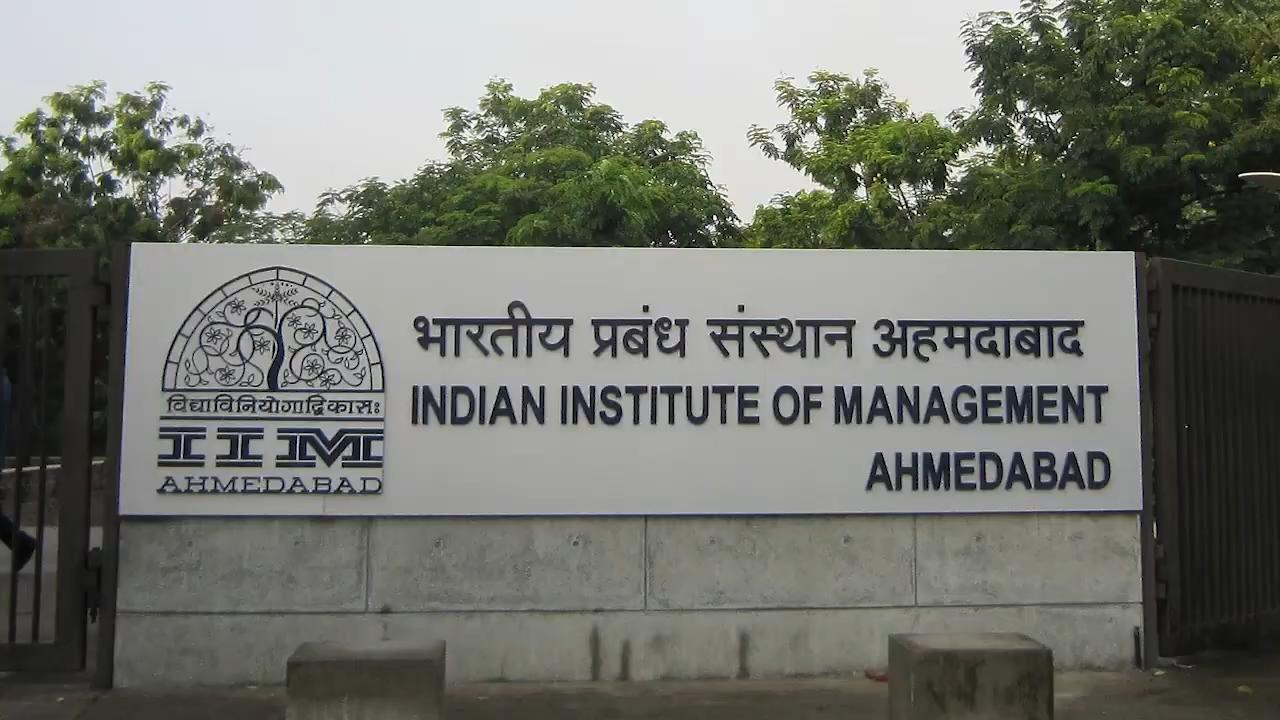 विद्याविनियोगाद्विकासः
IIM
AHMEDABAD
भारतीय प्रबंध संस्थान अहमदाबाद
INDIAN INSTITUTE OF MANAGEMENT
AHMEDABAD